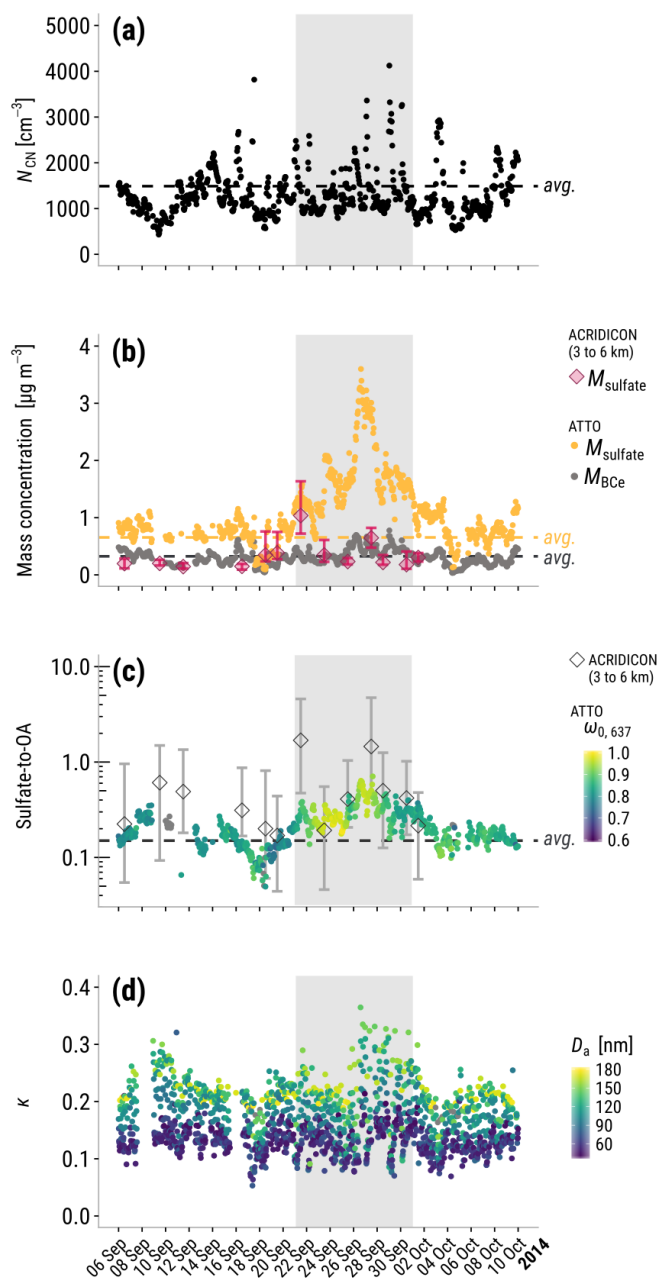 (a)
5000
4000
3000
2000
1000
0
N_CN [cm⁻³]
avg.
06 Sep
08 Sep
10 Sep
12 Sep
14 Sep
16 Sep
18 Sep
20 Sep
22 Sep
24 Sep
26 Sep
28 Sep
30 Sep
02 Oct
04 Oct
06 Oct
08 Oct
10 Oct
2014
(b)
4
3
2
1
0
Mass concentration [µg m⁻³]
avg.
avg.
ACRIDICON
(3 to 6 km)
M_sulfate
ATTO
M_sulfate
M_BCe
(c)
10.0
1.0
0.1
Sulfate-to-OA
avg.
ACRIDICON
(3 to 6 km)
ATTO
ω_0, 637
1.0
0.9
0.8
0.7
0.6
(d)
0.4
0.3
0.2
0.1
0.0
κ
D_a [nm]
180
150
120
90
60